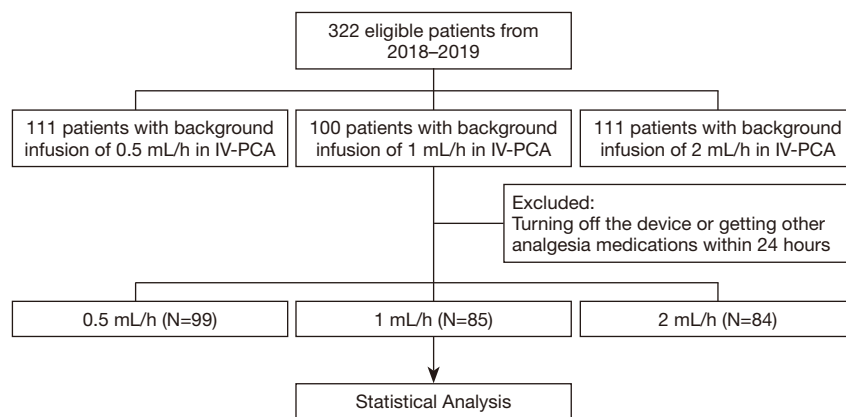 322 eligible patients from
2018–2019
111 patients with background
infusion of 0.5 mL/h in IV-PCA
100 patients with background
infusion of 1 mL/h in IV-PCA
111 patients with background
infusion of 2 mL/h in IV-PCA
Excluded:
Turning off the device or getting other
analgesia medications within 24 hours
0.5 mL/h (N=99)
1 mL/h (N=85)
2 mL/h (N=84)
Statistical Analysis